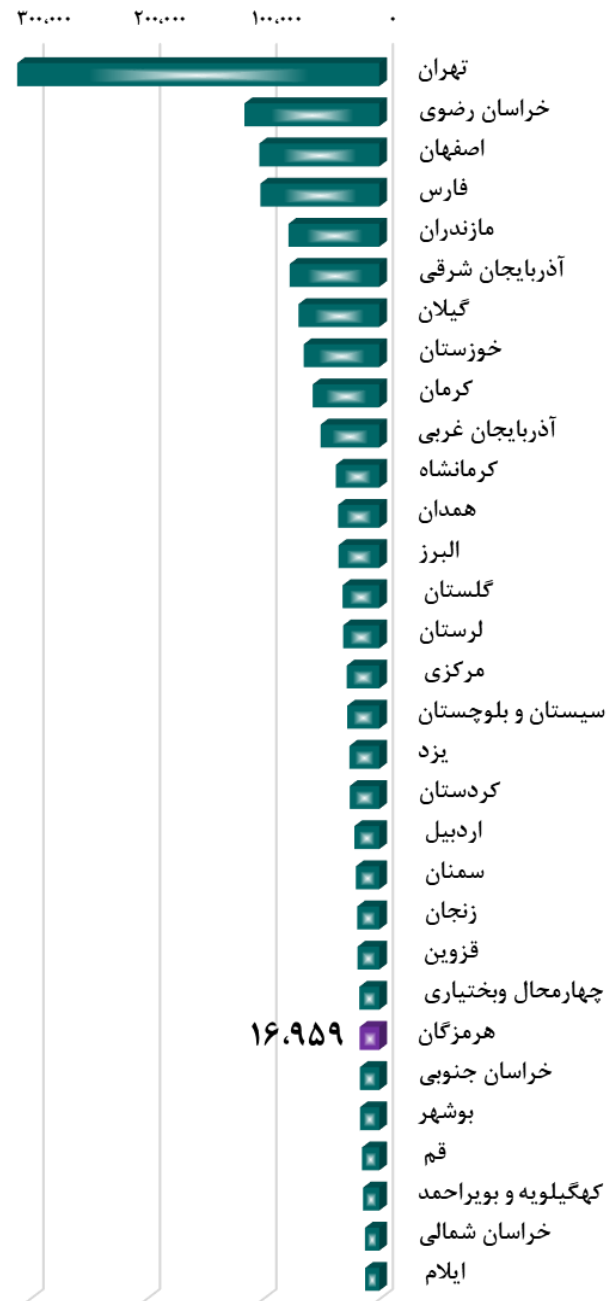 ۳۰۰،۰۰۰ ۲۰۰،۰۰۰ ۱۰۰،۰۰۰ ۰
تهران
خراسان رضوی
اصفهان
فارس
مازندران
آذربایجان شرقی
گیلان
خوزستان
کرمان
آذربایجان غربی
کرمانشاه
همدان
البرز
گلستان
لرستان
مرکزی
سیستان و بلوچستان
یزد
کردستان
اردبیل
سمنان
زنجان
قزوین
چهارمحال وبختیاری
هرمزگان ۱۶،۹۵۹
خراسان جنوبی
بوشهر
قم
کهگیلویه و بویراحمد
خراسان شمالی
ایلام